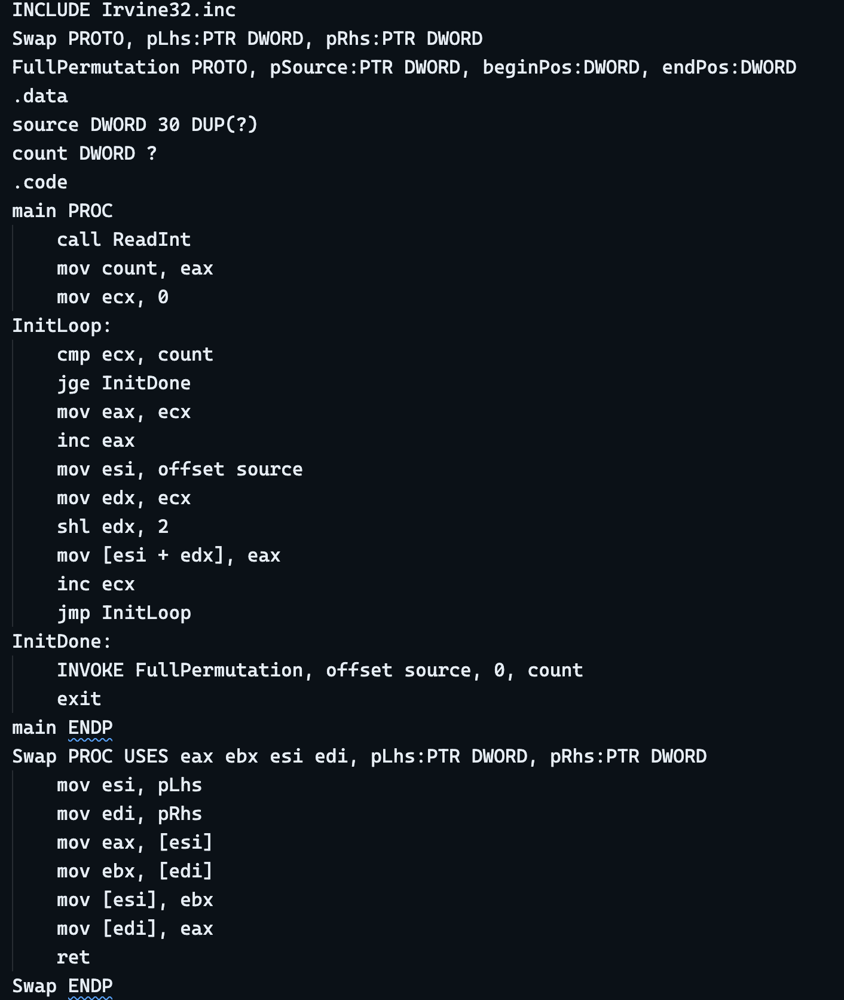 INCLUDE Irvine32.inc
Swap PROTO, pLhs:PTR DWORD, pRhs:PTR DWORD
FullPermutation PROTO, pSource:PTR DWORD, beginPos:DWORD, endPos:DWORD
.data
source DWORD 30 DUP(?)
count DWORD ?
.code
main PROC
    call ReadInt
    mov count, eax
    mov ecx, 0
InitLoop:
    cmp ecx, count
    jge InitDone
    mov eax, ecx
    inc eax
    mov esi, offset source
    mov edx, ecx
    shl edx, 2
    mov [esi + edx], eax
    inc ecx
    jmp InitLoop
InitDone:
    INVOKE FullPermutation, offset source, 0, count
    exit
main ENDP
Swap PROC USES eax ebx esi edi, pLhs:PTR DWORD, pRhs:PTR DWORD
    mov esi, pLhs
    mov edi, pRhs
    mov eax, [esi]
    mov ebx, [edi]
    mov [esi], ebx
    mov [edi], eax
    ret
Swap ENDP